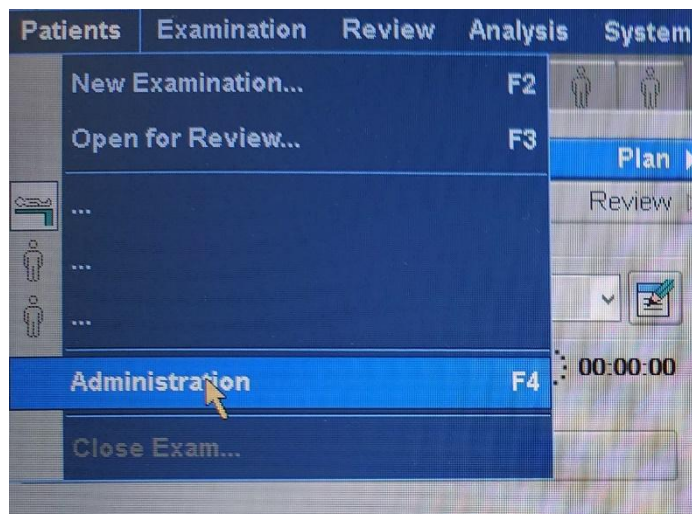 Patients Examination Review Analysis System
New Examination... F2
Open for Review... F3
Plan
Review
...
...
...
00:00:00
Administration F4
Close Exam...